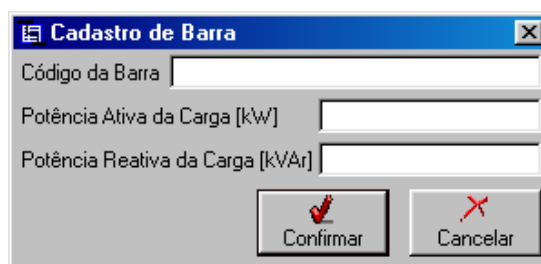 Cadastro de Barra
Código da Barra
Potência Ativa da Carga [kW]
Potência Reativa da Carga [kVAr]
Confirmar Cancelar